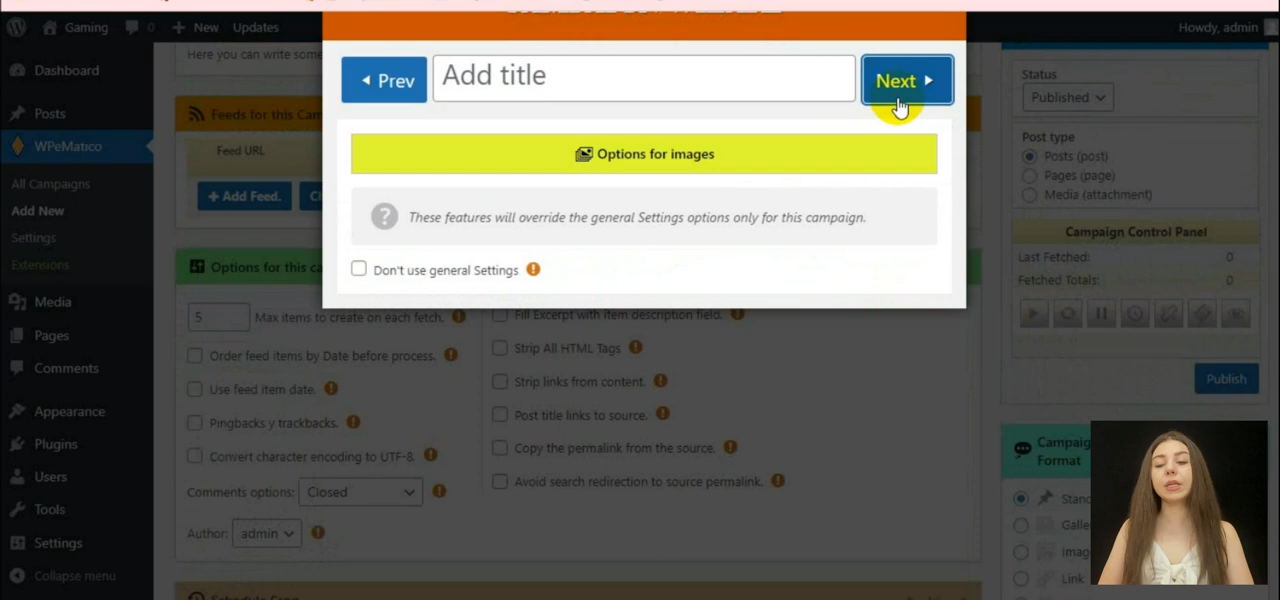 Gaming
0
New
Updates
Howdy, admin
Dashboard
Posts
WPeMatico
All Campaigns
Add New
Settings
Extensions
Media
Pages
Comments
Appearance
Plugins
Users
Tools
Settings
Collapse menu
Here you can write some
Feeds for this Can
Feed URL
+ Add Feed.
Prev
Add title
Next
Options for images
These features will override the general Settings options only for this campaign.
Don't use general Settings
Options for this ca
5
Max items to create on each fetch.
Order feed items by Date before process.
Use feed item date.
Pingbacks y trackbacks.
Convert character encoding to UTF-8.
Comments options:
Closed
Author:
admin
Fill Excerpt with item description field.
Strip All HTML Tags
Strip links from content.
Post title links to source.
Copy the permalink from the source.
Avoid search redirection to source permalink.
Status
Published
Post type
Posts (post)
Pages (page)
Media (attachment)
Campaign Control Panel
Last Fetched:
0
Fetched Totals:
0
Publish
Campaig
Format
Stand
Galle
Imag
Link